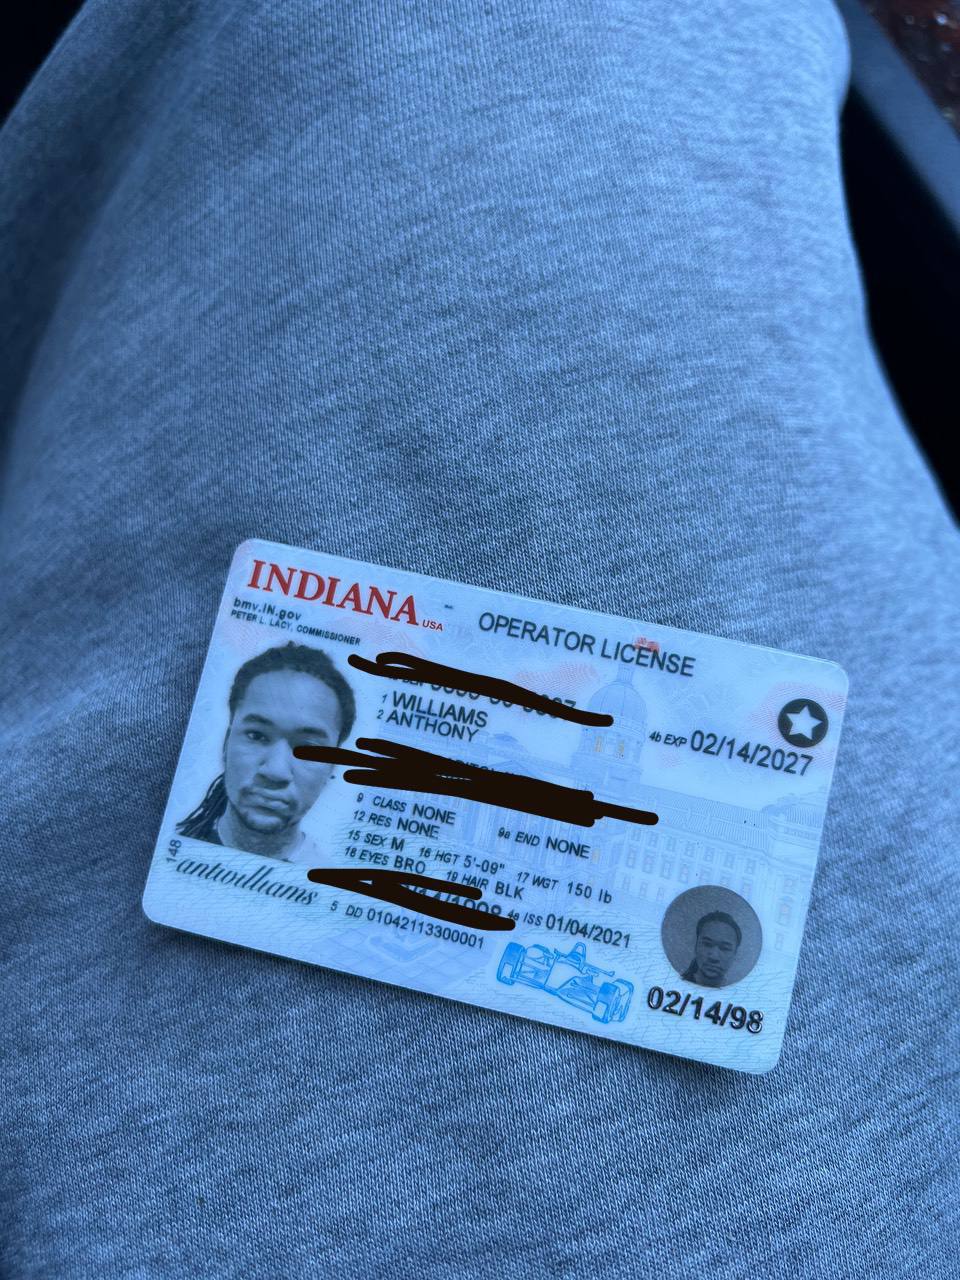 INDIANA USA
OPERATOR LICENSE
bmv.IN.gov
PETER L. LACY, COMMISSIONER
1 WILLIAMS
2 ANTHONY
4b EXP 02/14/2027
9 CLASS NONE
9a END NONE
12 RES NONE
15 SEX M 16 HGT 5'-09" 17 WGT 150 lb
18 EYES BRO 19 HAIR BLK
4a ISS 01/04/2021
5 DD 01042113300001
148
antwilliams
02/14/98